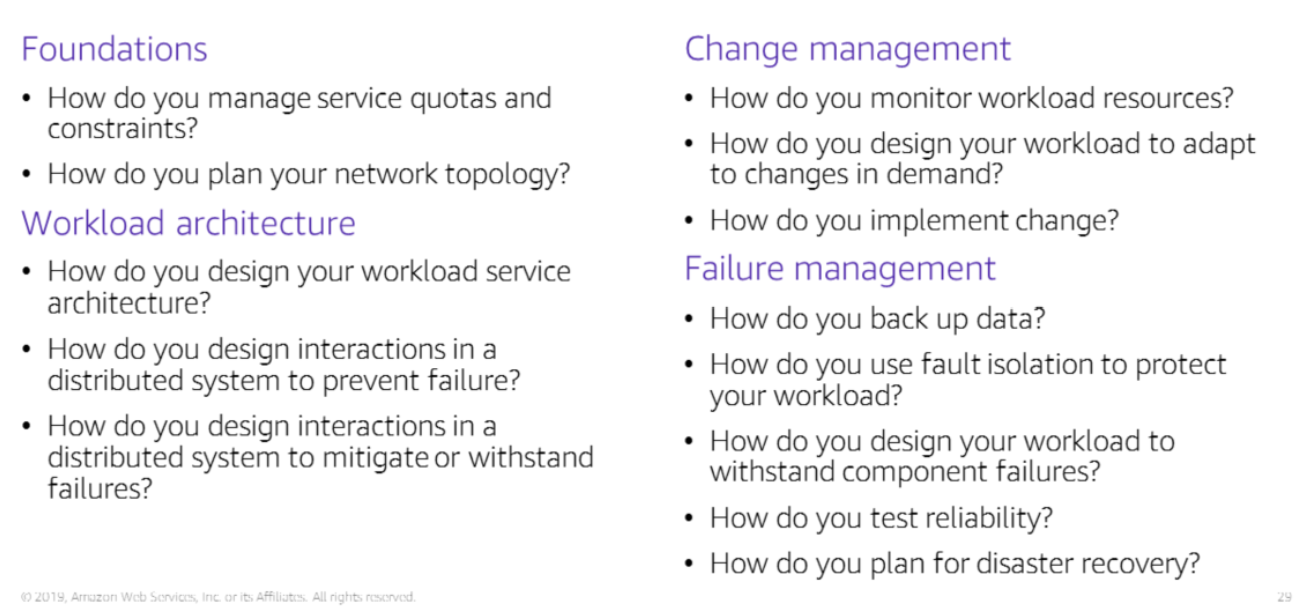 Foundations
• How do you manage service quotas and
constraints?
• How do you plan your network topology?
Workload architecture
• How do you design your workload service
architecture?
• How do you design interactions in a
distributed system to prevent failure?
• How do you design interactions in a
distributed system to mitigate or withstand
failures?
Change management
• How do you monitor workload resources?
• How do you design your workload to adapt
to changes in demand?
• How do you implement change?
Failure management
• How do you back up data?
• How do you use fault isolation to protect
your workload?
• How do you design your workload to
withstand component failures?
• How do you test reliability?
• How do you plan for disaster recovery?
© 2019, Amazon Web Services, Inc. or its Affiliates. All rights reserved.
29